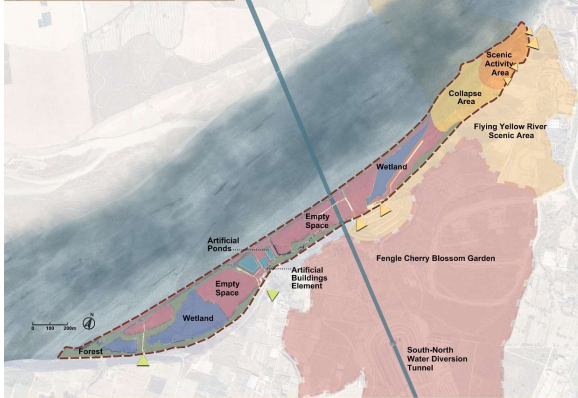 Scenic
Activity
Area
Collapse
Area
Flying Yellow River
Scenic Area
Wetland
Empty
Space
Artificial
Ponds
Fengle Cherry Blossom Garden
Artificial
Buildings
Element
Empty
Space
Wetland
N
0 100 200m
Forest
South-North
Water Diversion
Tunnel